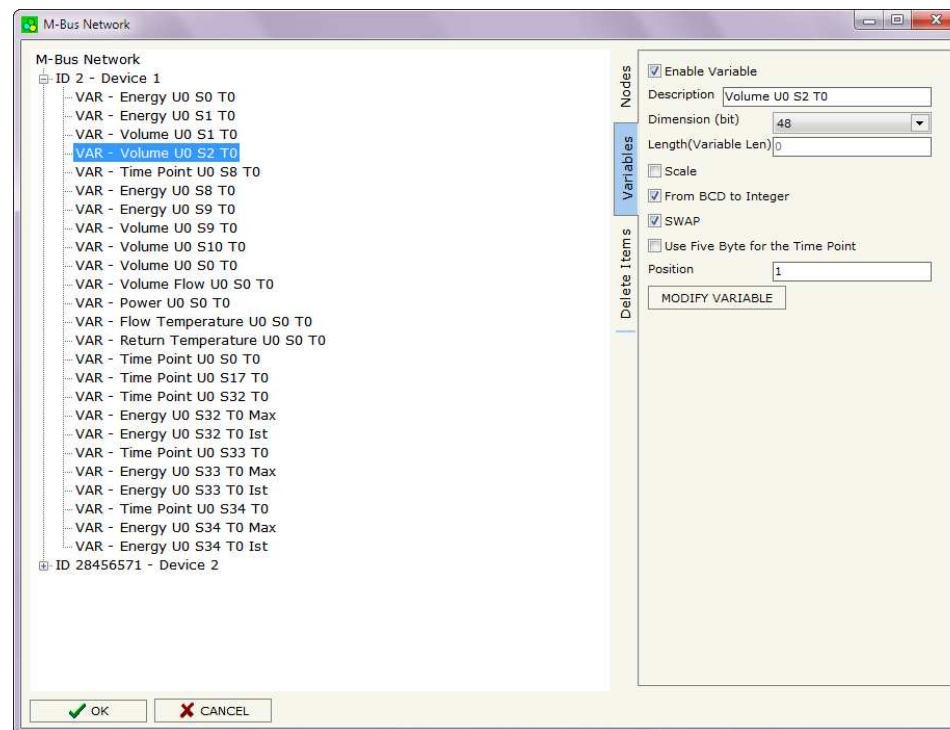 M-Bus Network
M-Bus Network
ID 2 - Device 1
VAR - Energy U0 S0 T0
VAR - Energy U0 S1 T0
VAR - Volume U0 S1 T0
VAR - Volume U0 S2 T0
VAR - Time Point U0 S8 T0
VAR - Energy U0 S8 T0
VAR - Energy U0 S9 T0
VAR - Volume U0 S9 T0
VAR - Volume U0 S10 T0
VAR - Volume U0 S0 T0
VAR - Volume Flow U0 S0 T0
VAR - Power U0 S0 T0
VAR - Flow Temperature U0 S0 T0
VAR - Return Temperature U0 S0 T0
VAR - Time Point U0 S0 T0
VAR - Time Point U0 S17 T0
VAR - Time Point U0 S32 T0
VAR - Energy U0 S32 T0 Max
VAR - Energy U0 S32 T0 Ist
VAR - Time Point U0 S33 T0
VAR - Energy U0 S33 T0 Max
VAR - Energy U0 S33 T0 Ist
VAR - Time Point U0 S34 T0
VAR - Energy U0 S34 T0 Max
VAR - Energy U0 S34 T0 Ist
ID 28456571 - Device 2
Nodes
Variables
Delete Items
Enable Variable
Description Volume U0 S2 T0
Dimension (bit) 48
Length(Variable Len) 0
Scale
From BCD to Integer
SWAP
Use Five Byte for the Time Point
Position 1
MODIFY VARIABLE
OK CANCEL